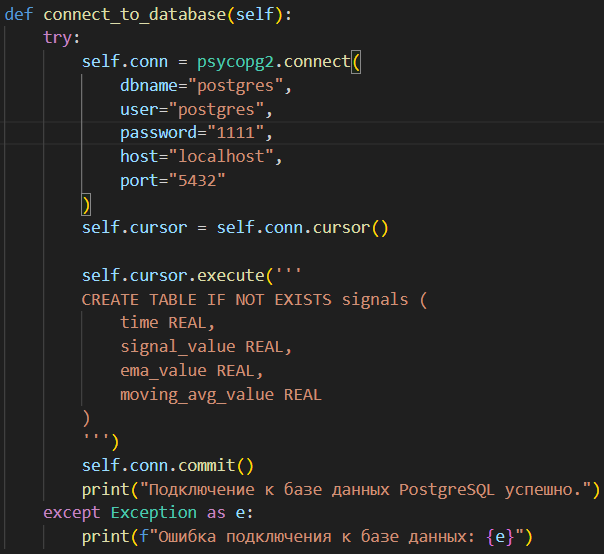 def connect_to_database(self):
    try:
        self.conn = psycopg2.connect(
            dbname="postgres",
            user="postgres",
            password="1111",
            host="localhost",
            port="5432"
        )
        self.cursor = self.conn.cursor()

        self.cursor.execute('''
        CREATE TABLE IF NOT EXISTS signals (
            time REAL,
            signal_value REAL,
            ema_value REAL,
            moving_avg_value REAL
        )
        ''')
        self.conn.commit()
        print("Подключение к базе данных PostgreSQL успешно.")
    except Exception as e:
        print(f"Ошибка подключения к базе данных: {e}")